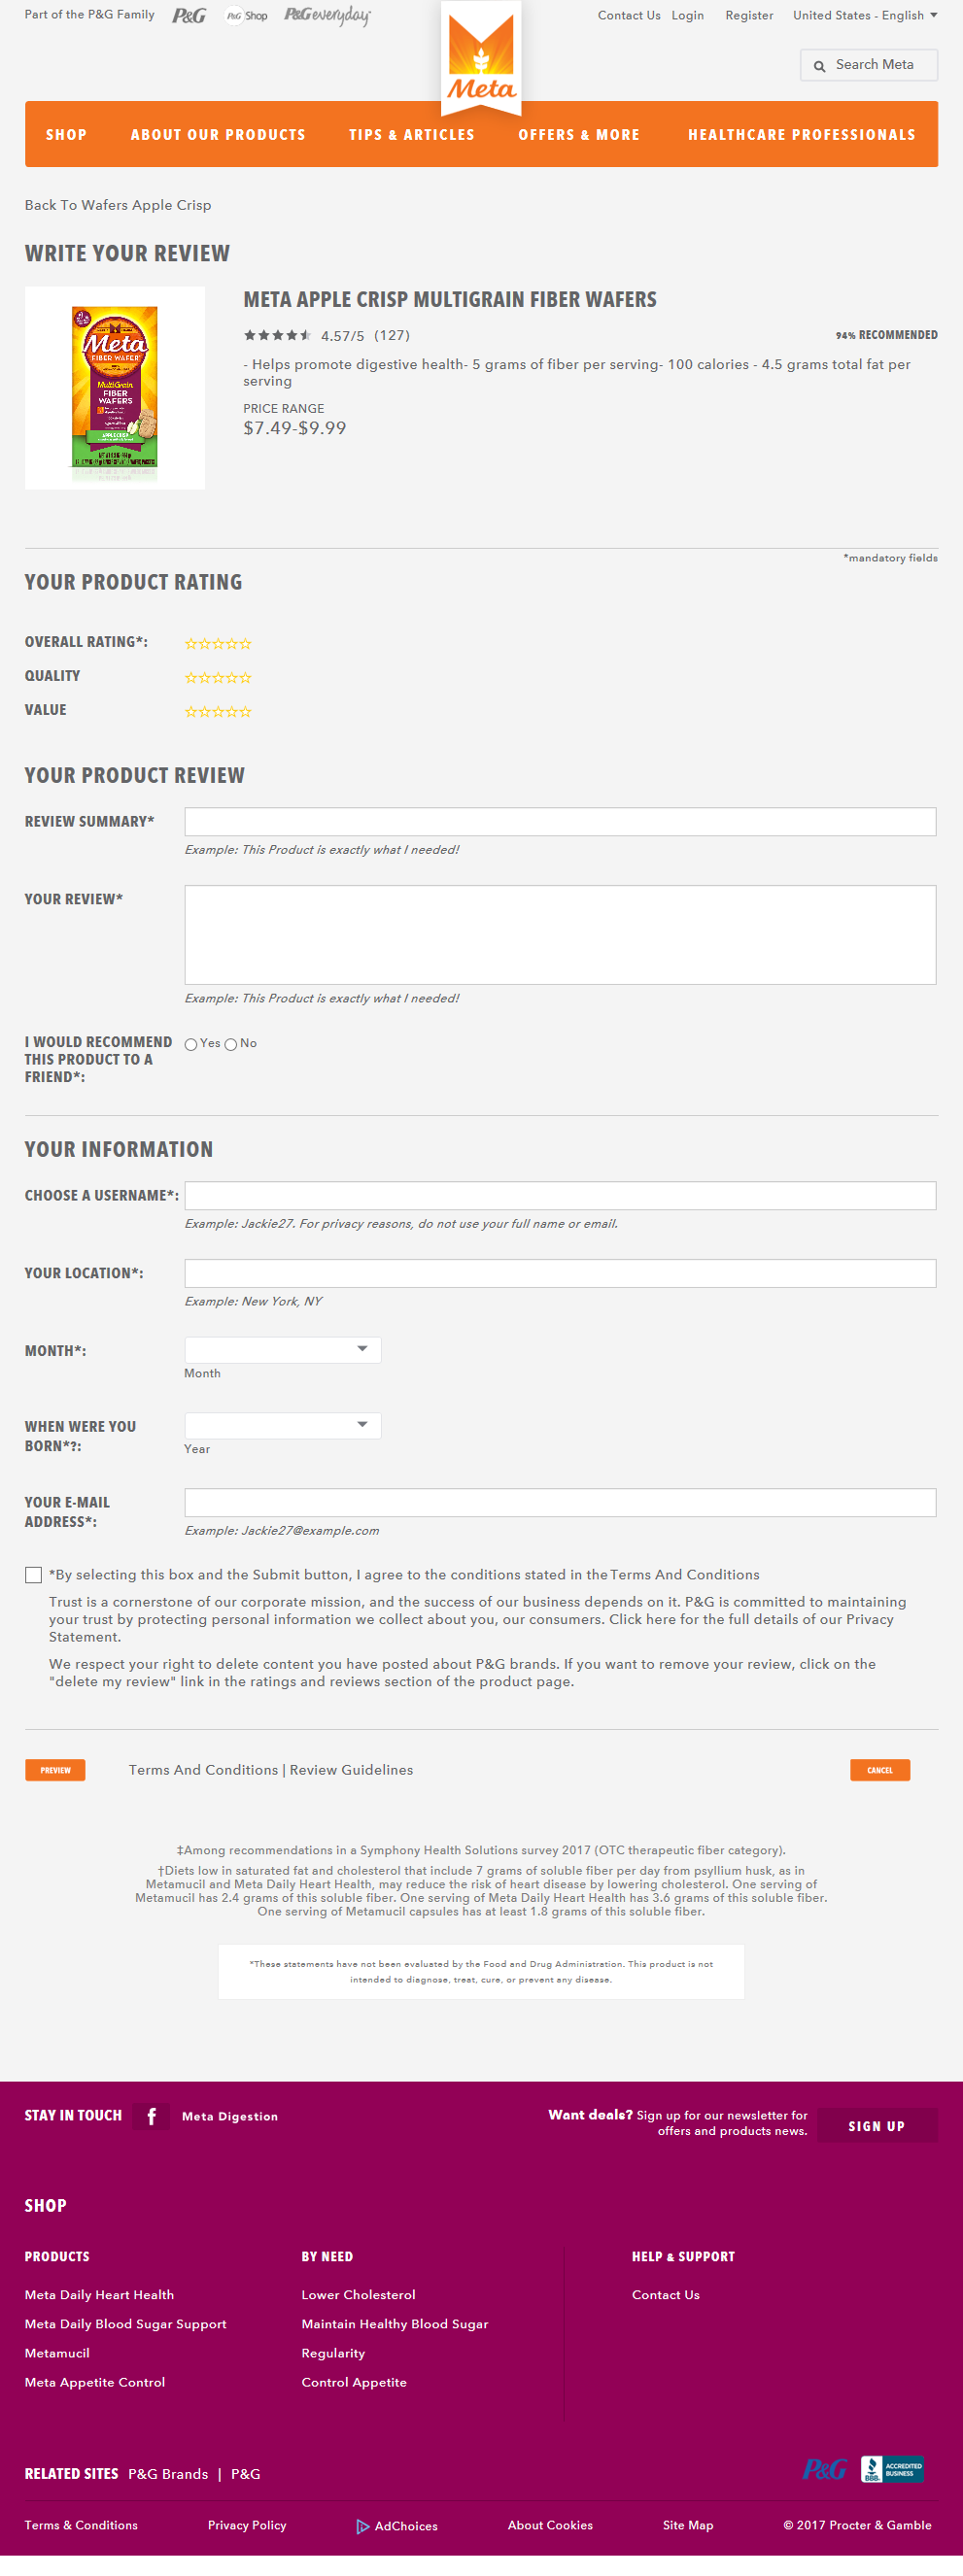 Part of the P&G Family P&G P&G Shop P&G everyday Contact Us Login Register United States - English
Meta
Search Meta
SHOP ABOUT OUR PRODUCTS TIPS & ARTICLES OFFERS & MORE HEALTHCARE PROFESSIONALS
Back To Wafers Apple Crisp
WRITE YOUR REVIEW
META APPLE CRISP MULTIGRAIN FIBER WAFERS
4.57/5 (127) 94% RECOMMENDED
- Helps promote digestive health- 5 grams of fiber per serving- 100 calories - 4.5 grams total fat per
serving
PRICE RANGE
$7.49-$9.99
Meta
FIBER WAFER
MultiGrain
FIBER
WAFERS
APPLE CRISP
*mandatory fields
YOUR PRODUCT RATING
OVERALL RATING*:
QUALITY
VALUE
YOUR PRODUCT REVIEW
REVIEW SUMMARY*
Example: This Product is exactly what I needed!
YOUR REVIEW*
Example: This Product is exactly what I needed!
I WOULD RECOMMEND Yes No
THIS PRODUCT TO A
FRIEND*:
YOUR INFORMATION
CHOOSE A USERNAME*:
Example: Jackie27. For privacy reasons, do not use your full name or email.
YOUR LOCATION*:
Example: New York, NY
MONTH*:
Month
WHEN WERE YOU
BORN*?:
Year
YOUR E-MAIL
ADDRESS*:
Example: Jackie27@example.com
*By selecting this box and the Submit button, I agree to the conditions stated in the Terms And Conditions
Trust is a cornerstone of our corporate mission, and the success of our business depends on it. P&G is committed to maintaining
your trust by protecting personal information we collect about you, our consumers. Click here for the full details of our Privacy
Statement.
We respect your right to delete content you have posted about P&G brands. If you want to remove your review, click on the
"delete my review" link in the ratings and reviews section of the product page.
PREVIEW Terms And Conditions | Review Guidelines CANCEL
‡Among recommendations in a Symphony Health Solutions survey 2017 (OTC therapeutic fiber category).
†Diets low in saturated fat and cholesterol that include 7 grams of soluble fiber per day from psyllium husk, as in
Metamucil and Meta Daily Heart Health, may reduce the risk of heart disease by lowering cholesterol. One serving of
Metamucil has 2.4 grams of this soluble fiber. One serving of Meta Daily Heart Health has 3.6 grams of this soluble fiber.
One serving of Metamucil capsules has at least 1.8 grams of this soluble fiber.
*These statements have not been evaluated by the Food and Drug Administration. This product is not
intended to diagnose, treat, cure, or prevent any disease.
STAY IN TOUCH f Meta Digestion
Want deals? Sign up for our newsletter for
offers and products news.
SIGN UP
SHOP
PRODUCTS BY NEED HELP & SUPPORT
Meta Daily Heart Health Lower Cholesterol Contact Us
Meta Daily Blood Sugar Support Maintain Healthy Blood Sugar
Metamucil Regularity
Meta Appetite Control Control Appetite
RELATED SITES P&G Brands | P&G P&G BBB. ACCREDITED
BUSINESS
Terms & Conditions Privacy Policy AdChoices About Cookies Site Map © 2017 Procter & Gamble